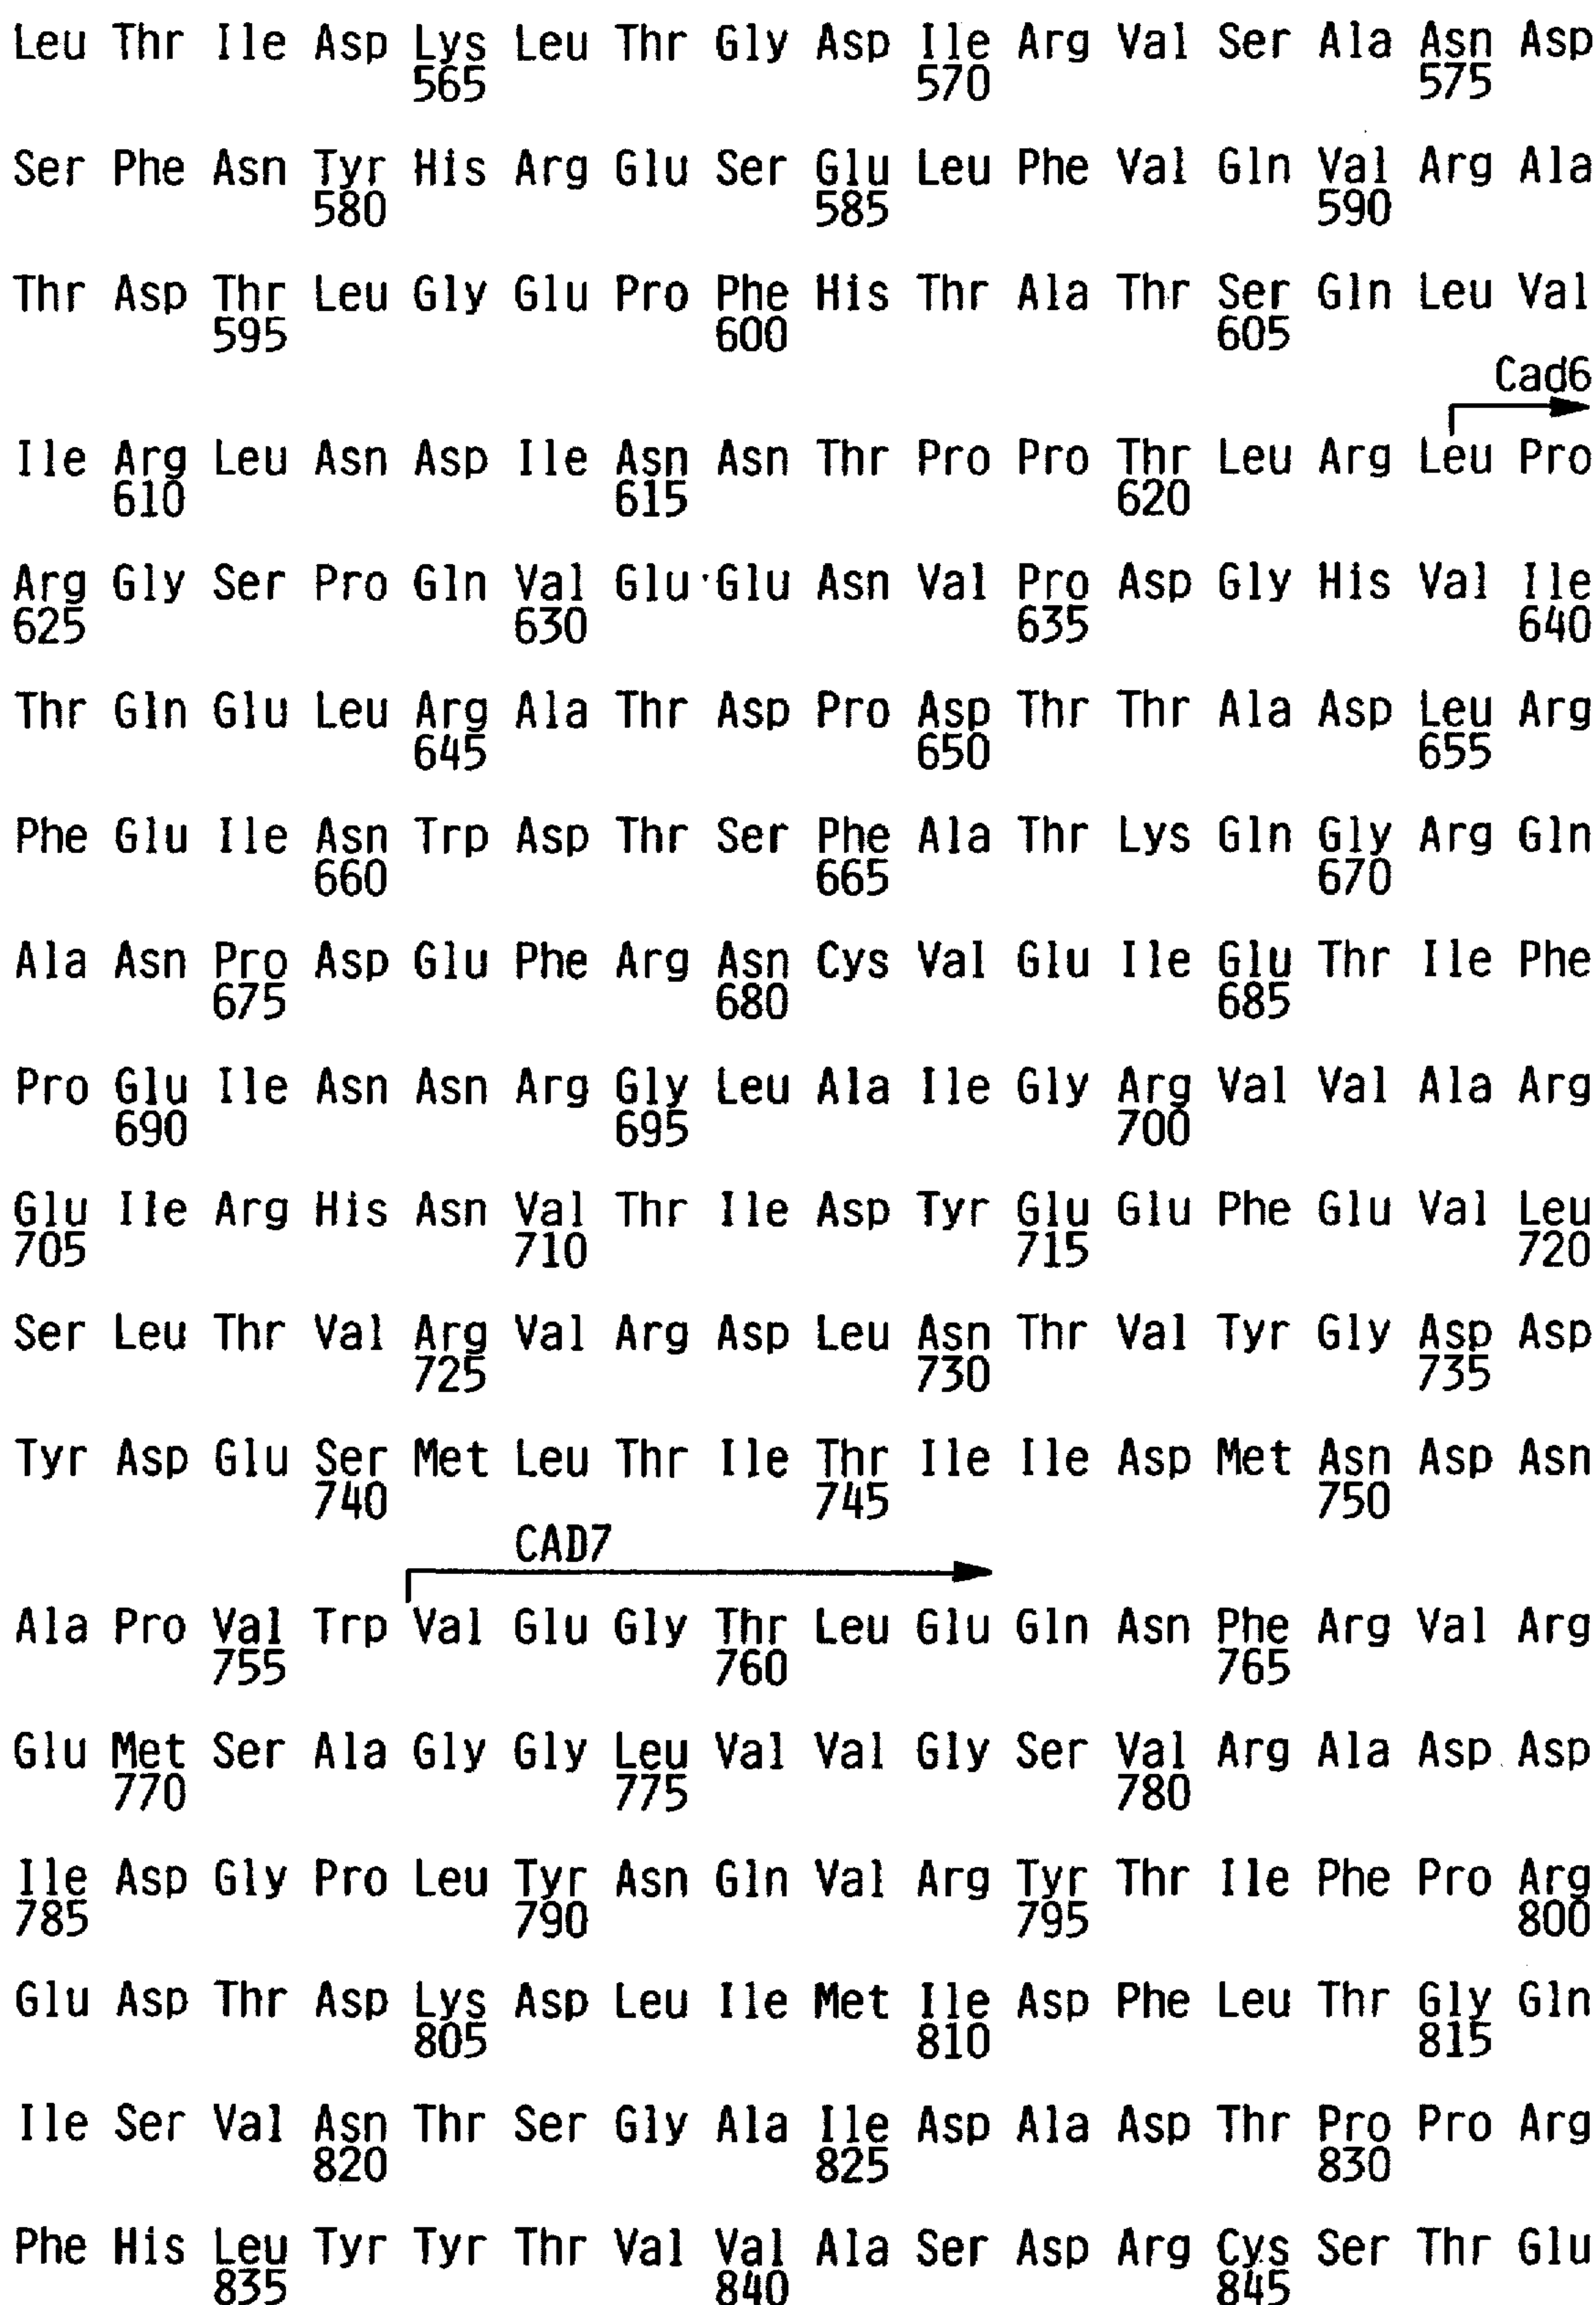 Leu Thr Ile Asp Lys Leu Thr Gly Asp Ile Arg Val Ser Ala Asn Asp
565 570 575
Ser Phe Asn Tyr His Arg Glu Ser Glu Leu Phe Val Gln Val Arg Ala
580 585 590
Thr Asp Thr Leu Gly Glu Pro Phe His Thr Ala Thr Ser Gln Leu Val
595 600 605
Cad6
Ile Arg Leu Asn Asp Ile Asn Asn Thr Pro Pro Thr Leu Arg Leu Pro
610 615 620
Arg Gly Ser Pro Gln Val Glu Glu Asn Val Pro Asp Gly His Val Ile
625 630 635 640
Thr Gln Glu Leu Arg Ala Thr Asp Pro Asp Thr Thr Ala Asp Leu Arg
645 650 655
Phe Glu Ile Asn Trp Asp Thr Ser Phe Ala Thr Lys Gln Gly Arg Gln
660 665 670
Ala Asn Pro Asp Glu Phe Arg Asn Cys Val Glu Ile Glu Thr Ile Phe
675 680 685
Pro Glu Ile Asn Asn Arg Gly Leu Ala Ile Gly Arg Val Val Ala Arg
690 695 700
Glu Ile Arg His Asn Val Thr Ile Asp Tyr Glu Glu Phe Glu Val Leu
705 710 715 720
Ser Leu Thr Val Arg Val Arg Asp Leu Asn Thr Val Tyr Gly Asp Asp
725 730 735
Tyr Asp Glu Ser Met Leu Thr Ile Thr Ile Ile Asp Met Asn Asp Asn
740 745 750
CAD7
Ala Pro Val Trp Val Glu Gly Thr Leu Glu Gln Asn Phe Arg Val Arg
755 760 765
Glu Met Ser Ala Gly Gly Leu Val Val Gly Ser Val Arg Ala Asp Asp
770 775 780
Ile Asp Gly Pro Leu Tyr Asn Gln Val Arg Tyr Thr Ile Phe Pro Arg
785 790 795 800
Glu Asp Thr Asp Lys Asp Leu Ile Met Ile Asp Phe Leu Thr Gly Gln
805 810 815
Ile Ser Val Asn Thr Ser Gly Ala Ile Asp Ala Asp Thr Pro Pro Arg
820 825 830
Phe His Leu Tyr Tyr Thr Val Val Ala Ser Asp Arg Cys Ser Thr Glu
835 840 845